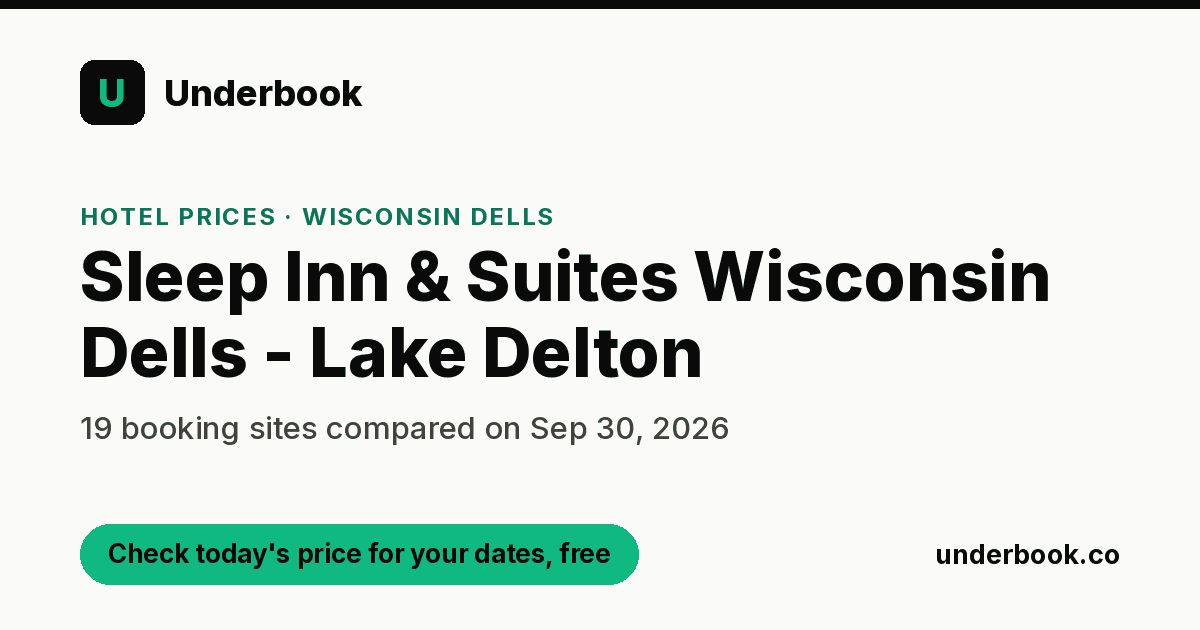 U Underbook
HOTEL PRICES · WISCONSIN DELLS
Sleep Inn & Suites Wisconsin
Dells - Lake Delton
19 booking sites compared on Sep 30, 2026
Check today's price for your dates, free
underbook.co